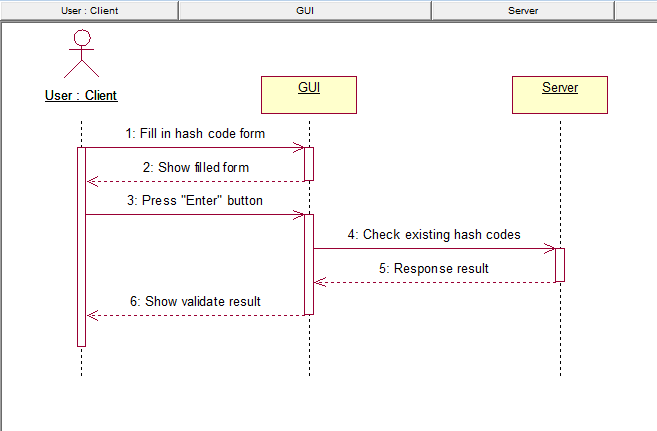 User : Client GUI Server
User : Client
GUI
Server
1: Fill in hash code form
2: Show filled form
3: Press "Enter" button
4: Check existing hash codes
5: Response result
6: Show validate result